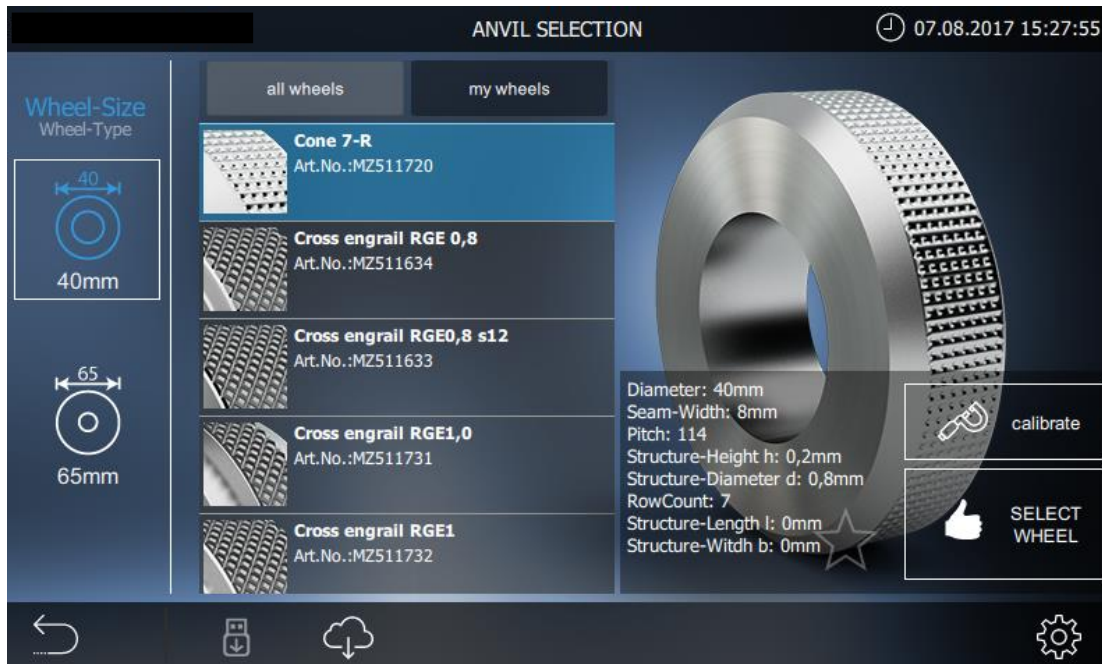 ANVIL SELECTION
07.08.2017 15:27:55
Wheel-Size
Wheel-Type
40
40mm
65
65mm
all wheels
my wheels
Cone 7-R
Art.No.:MZ511720
Cross engrail RGE 0,8
Art.No.:MZ511634
Cross engrail RGE0,8 s12
Art.No.:MZ511633
Cross engrail RGE1,0
Art.No.:MZ511731
Cross engrail RGE1
Art.No.:MZ511732
Diameter: 40mm
Seam-Width: 8mm
Pitch: 114
Structure-Height h: 0,2mm
Structure-Diameter d: 0,8mm
RowCount: 7
Structure-Length l: 0mm
Structure-Witdh b: 0mm
calibrate
SELECT
WHEEL